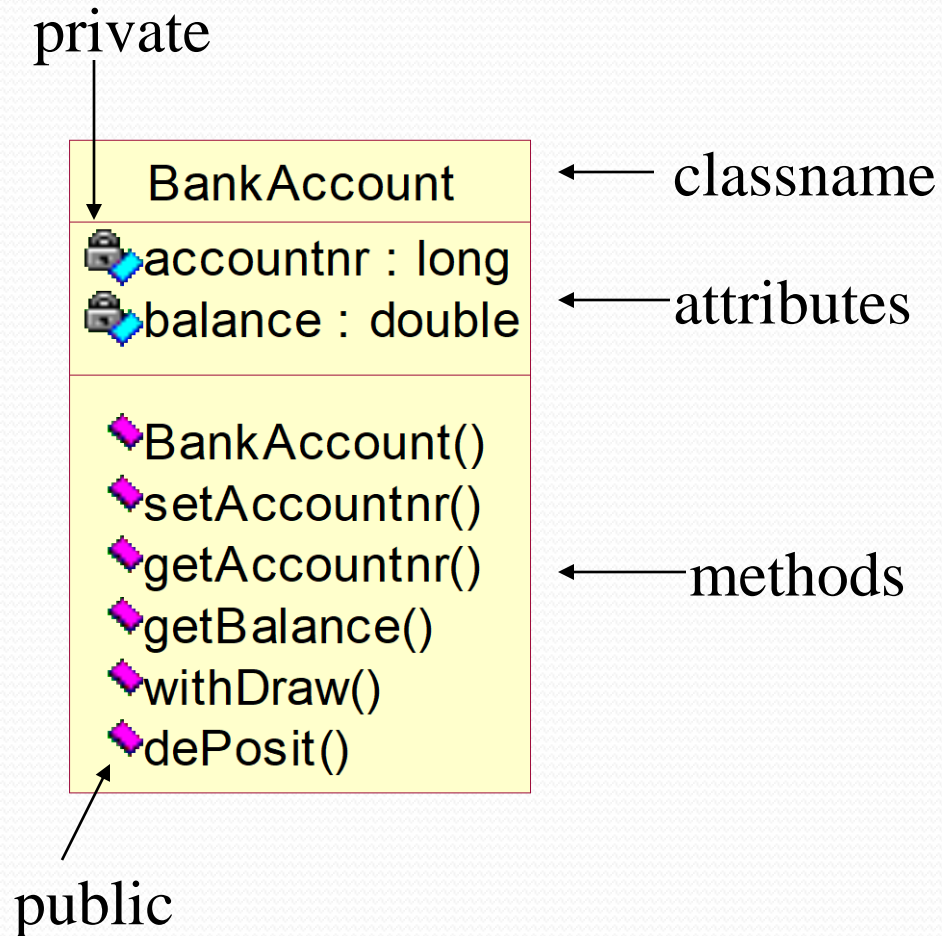 private
BankAccount
classname
accountnr : long
balance : double
attributes
BankAccount()
setAccountnr()
getAccountnr()
getBalance()
withDraw()
dePosit()
methods
public